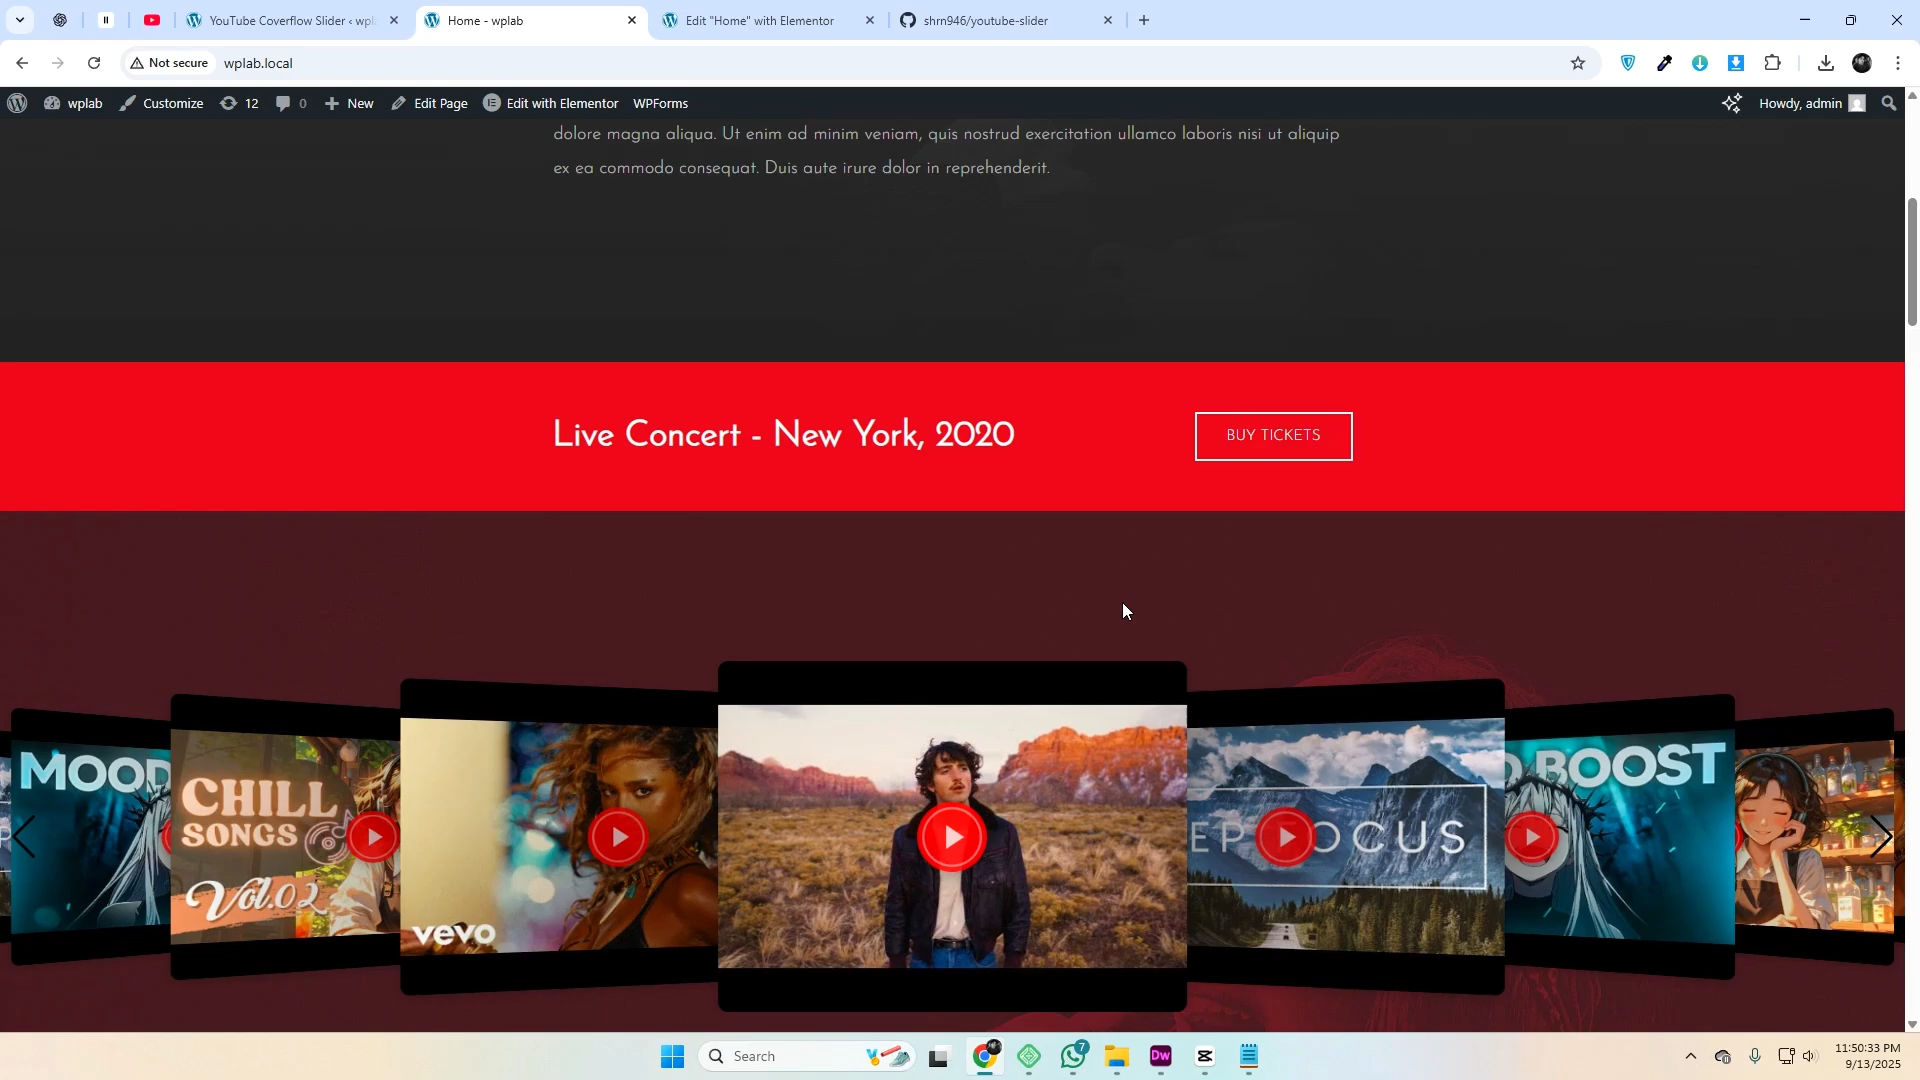 YouTube Coverflow Slider ‹ wpl
Home - wplab
Edit "Home" with Elementor
shrn946/youtube-slider
Not secure
wplab.local
wplab
Customize
12
0
New
Edit Page
Edit with Elementor
WPForms
Howdy, admin
dolore magna aliqua. Ut enim ad minim veniam, quis nostrud exercitation ullamco laboris nisi ut aliquip
ex ea commodo consequat. Duis aute irure dolor in reprehenderit.
Live Concert - New York, 2020
BUY TICKETS
MOOD
CHILL
SONGS
Vol.02
vevo
EP FOCUS
D BOOST
Search
7
Dw
11:50:33 PM
9/13/2025